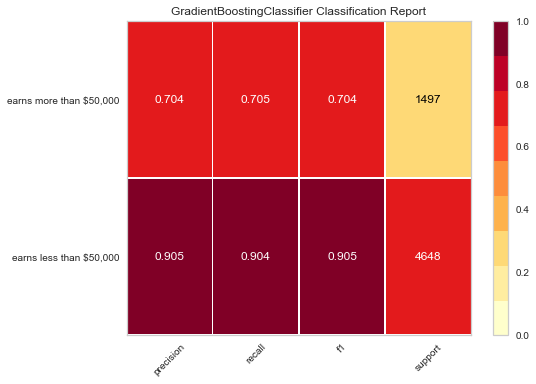 GradientBoostingClassifier Classification Report
earns more than $50,000
0.704 0.705 0.704 1497
earns less than $50,000
0.905 0.904 0.905 4648
precision recall f1 support
1.0
0.8
0.6
0.4
0.2
0.0